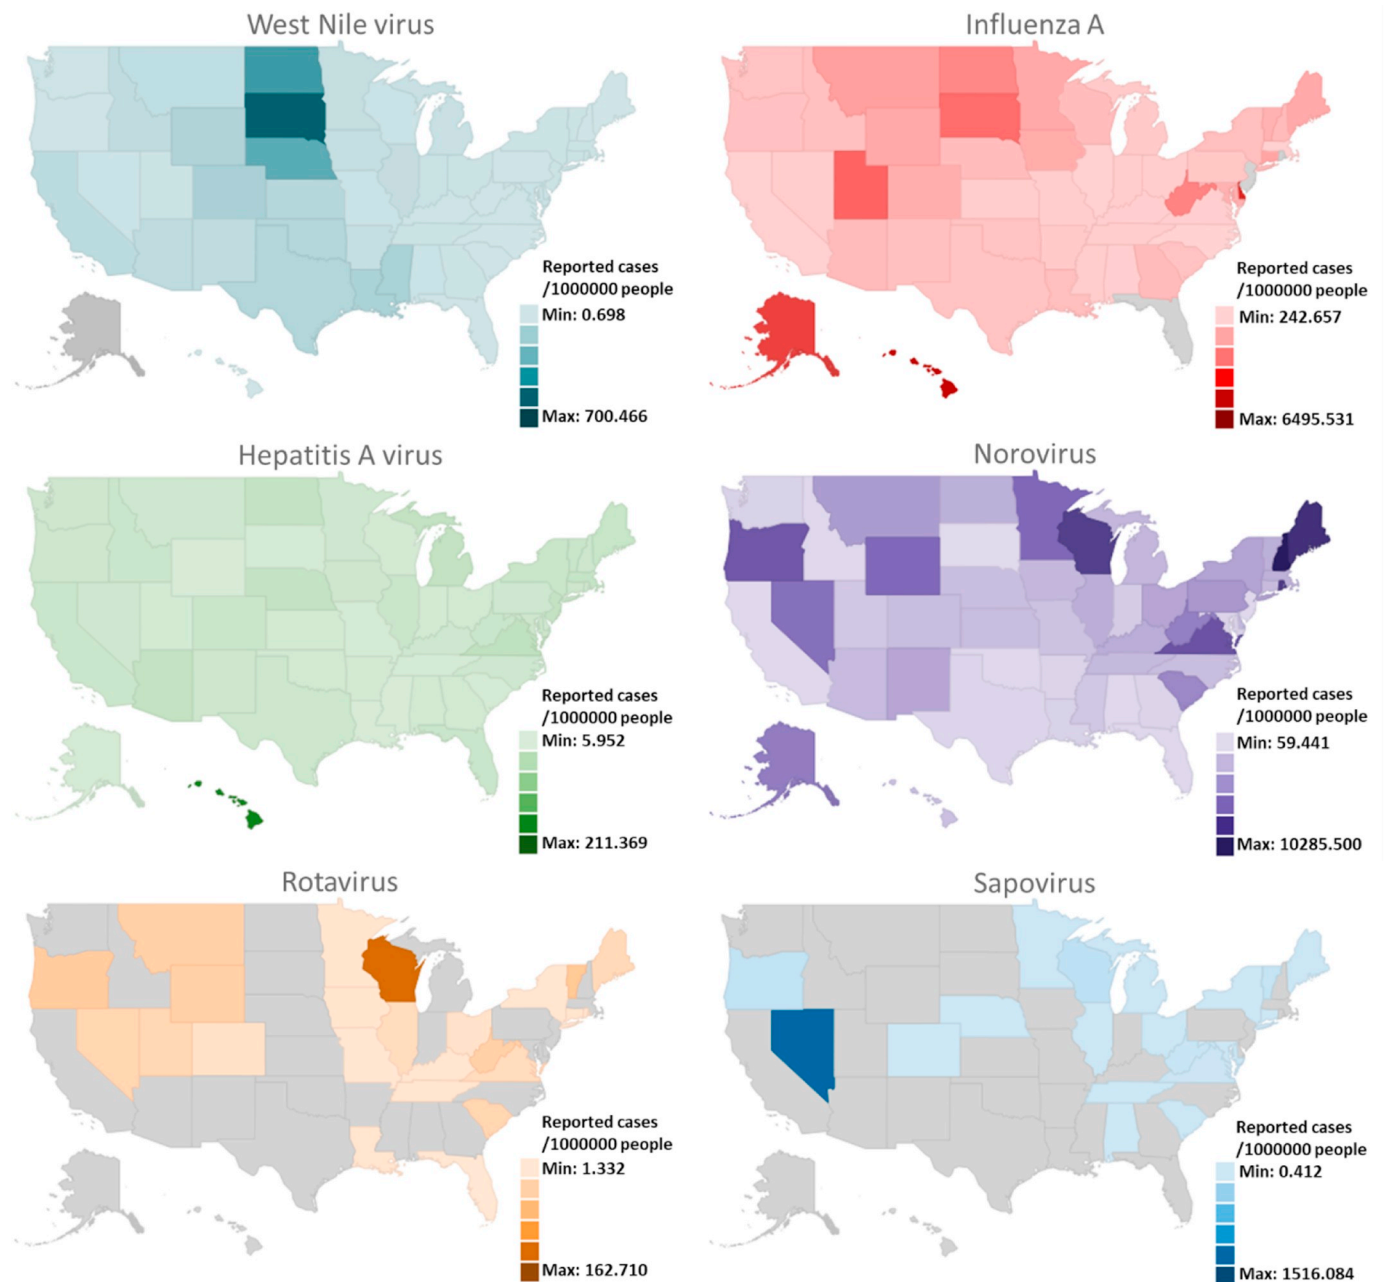 West Nile virus
Reported cases
/1000000 people
Min: 0.698
Max: 700.466
Influenza A
Reported cases
/1000000 people
Min: 242.657
Max: 6495.531
Hepatitis A virus
Reported cases
/1000000 people
Min: 5.952
Max: 211.369
Norovirus
Reported cases
/1000000 people
Min: 59.441
Max: 10285.500
Rotavirus
Reported cases
/1000000 people
Min: 1.332
Max: 162.710
Sapovirus
Reported cases
/1000000 people
Min: 0.412
Max: 1516.084